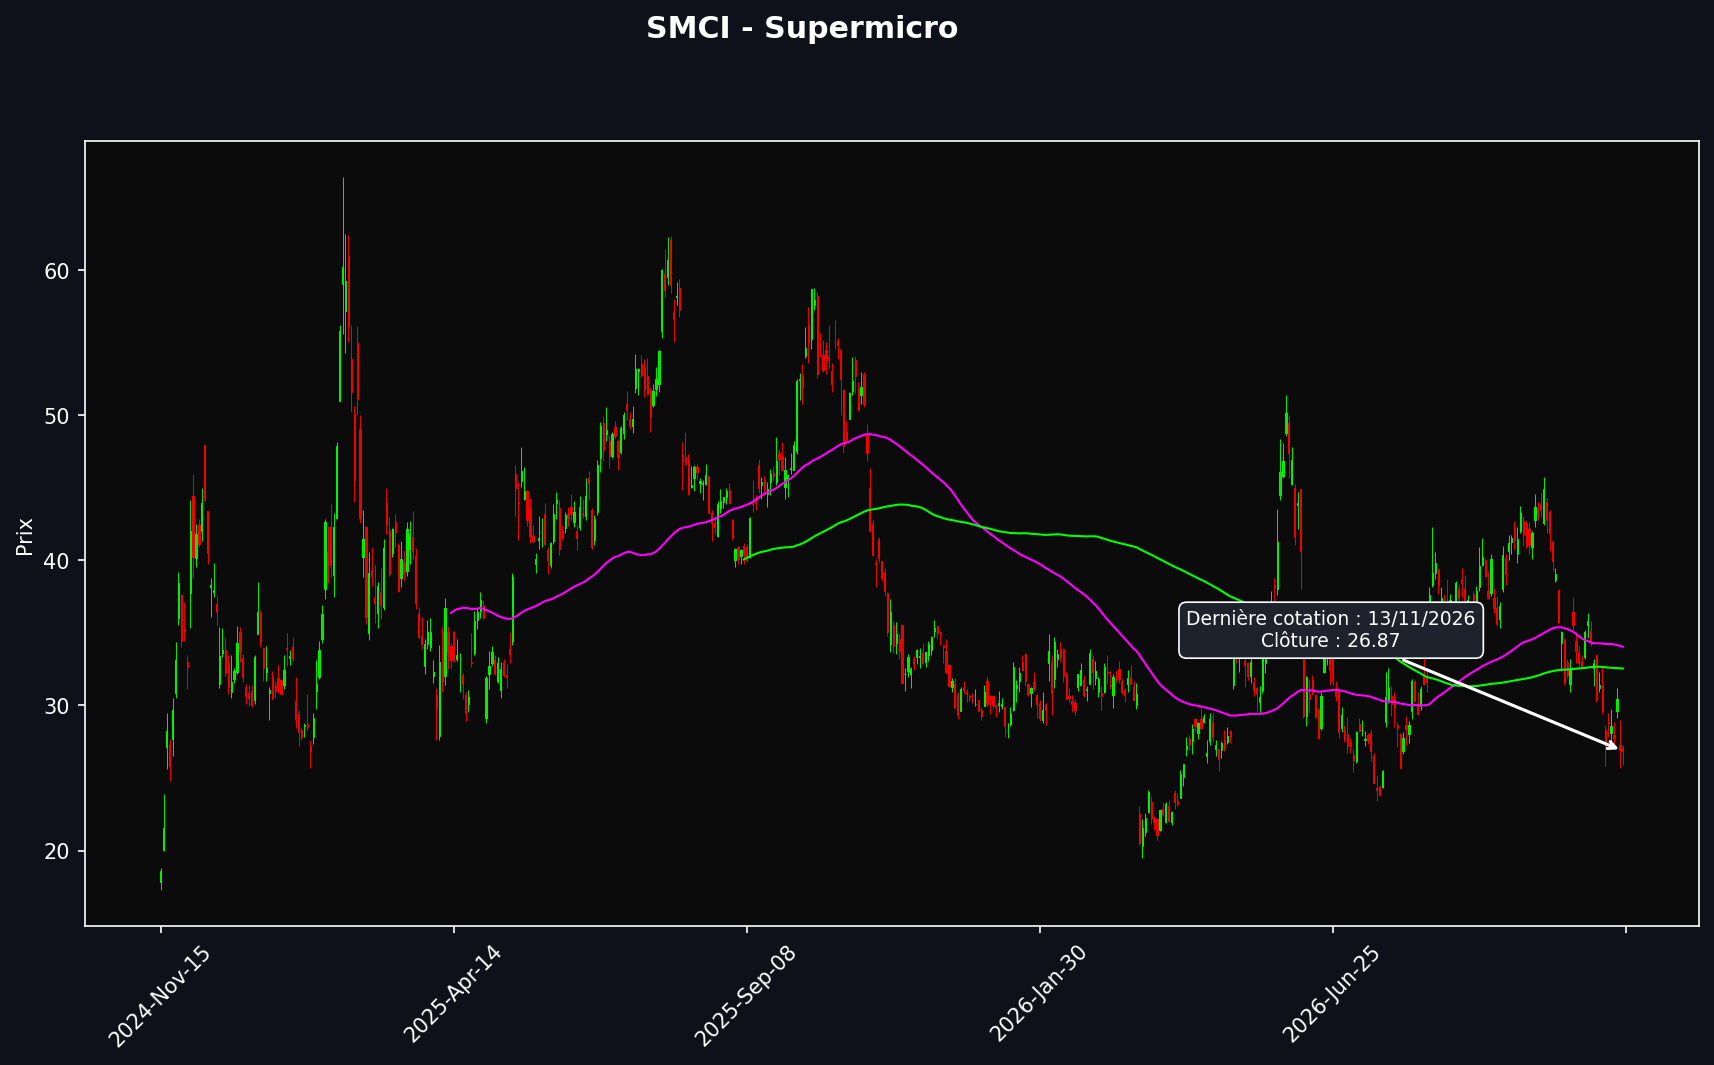 SMCI - Supermicro
Prix
60
50
40
30
20
Dernière cotation : 13/11/2026
Clôture : 26.87
2024-Nov-15
2025-Apr-14
2025-Sep-08
2026-Jan-30
2026-Jun-25